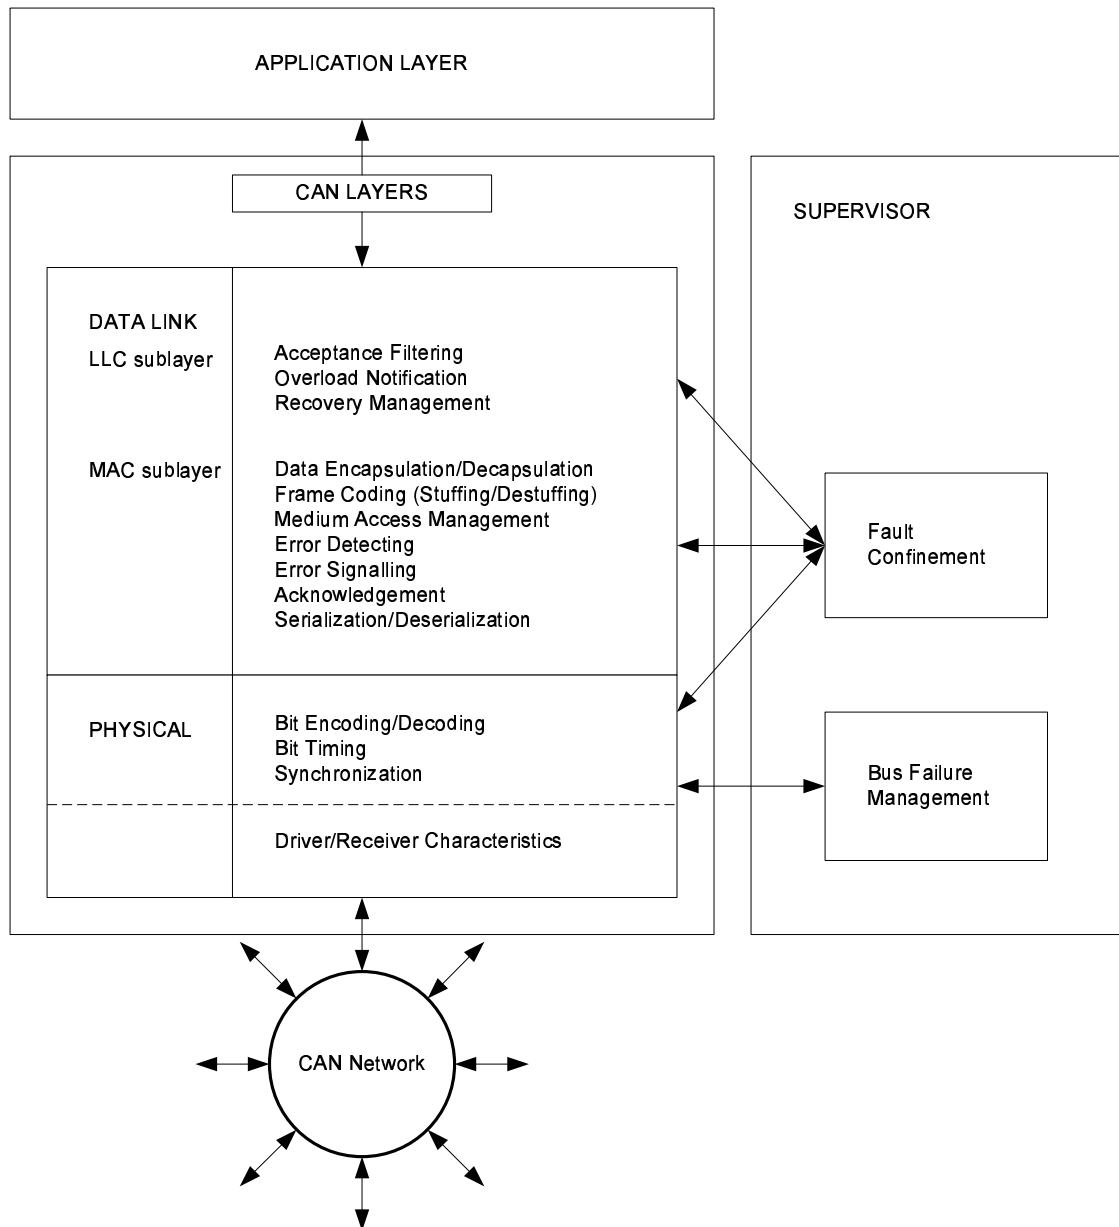 APPLICATION LAYER
CAN LAYERS
SUPERVISOR
DATA LINK
LLC sublayer
Acceptance Filtering
Overload Notification
Recovery Management
MAC sublayer
Data Encapsulation/Decapsulation
Frame Coding (Stuffing/Destuffing)
Medium Access Management
Error Detecting
Error Signalling
Acknowledgement
Serialization/Deserialization
Fault
Confinement
PHYSICAL
Bit Encoding/Decoding
Bit Timing
Synchronization
Bus Failure
Management
Driver/Receiver Characteristics
CAN Network